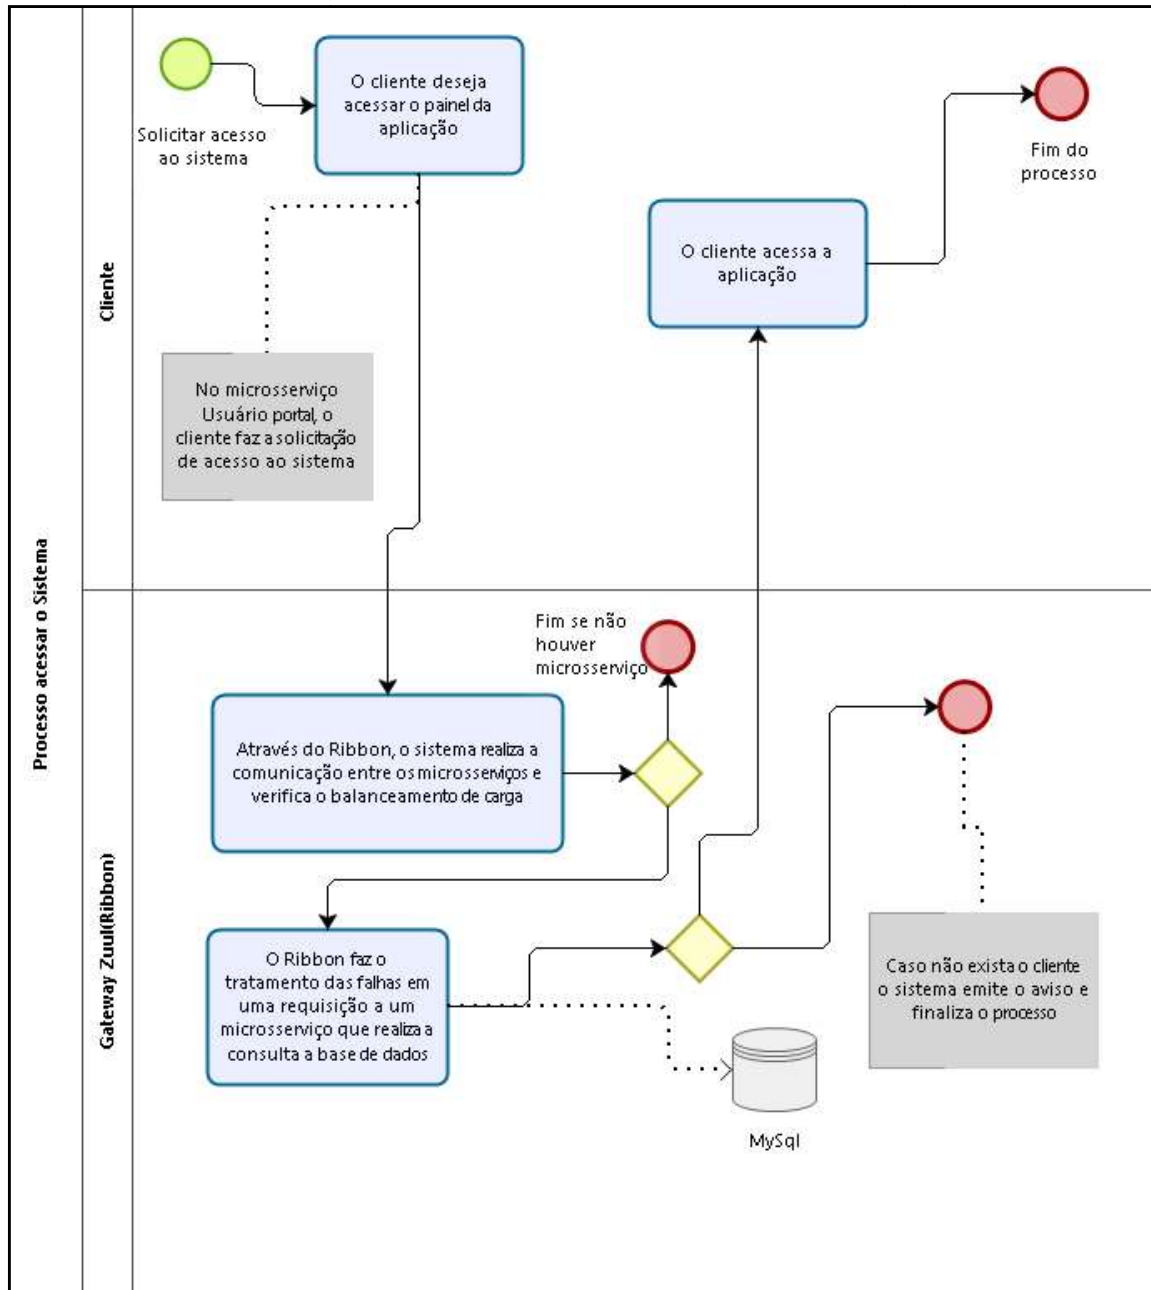 Processo acessar o Sistema
Cliente
Solicitar acesso
ao sistema
O cliente deseja
acessar o painel da
aplicação
No microsserviço
Usuário portal, o
cliente faz a solicitação
de acesso ao sistema
O cliente acessa a
aplicação
Fim do
processo
Gateway Zuul(Ribbon)
Fim se não
houver
microsserviço
Através do Ribbon, o sistema realiza a
comunicação entre os microserviços e
verifica o balanceamento de carga
O Ribbon faz o
tratamento das falhas em
uma requisição a um
microsserviço que realiza a
consulta a base de dados
MySql
Caso não exista o cliente
o sistema emite o aviso e
finaliza o processo